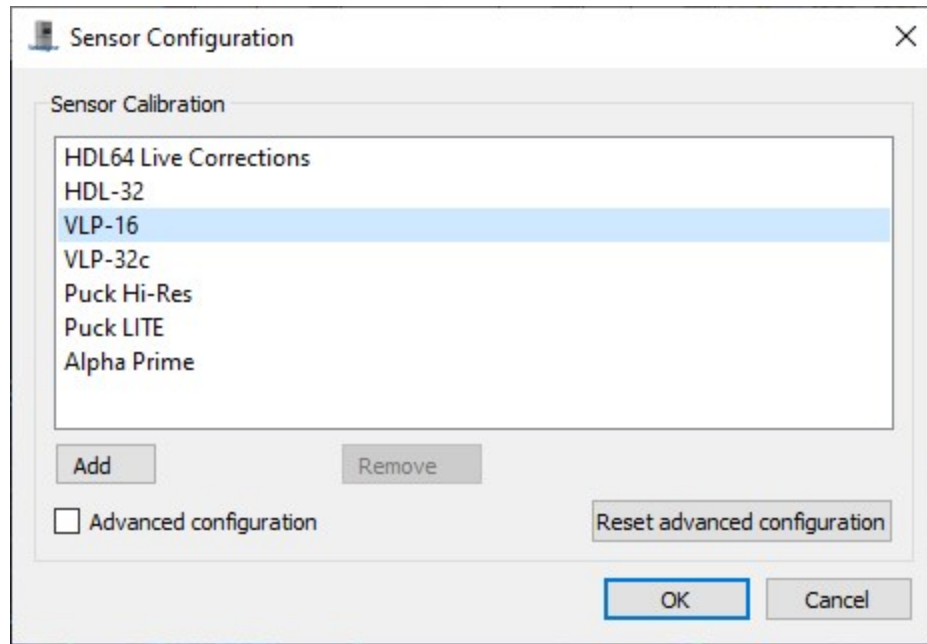 Sensor Configuration
Sensor Calibration
HDL64 Live Corrections
HDL-32
VLP-16
VLP-32c
Puck Hi-Res
Puck LITE
Alpha Prime
Add
Remove
Advanced configuration
Reset advanced configuration
OK
Cancel